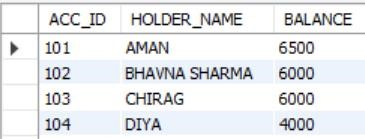 ACC_ID HOLDER_NAME BALANCE
101 AMAN 6500
102 BHAVNA SHARMA 6000
103 CHIRAG 6000
104 DIYA 4000